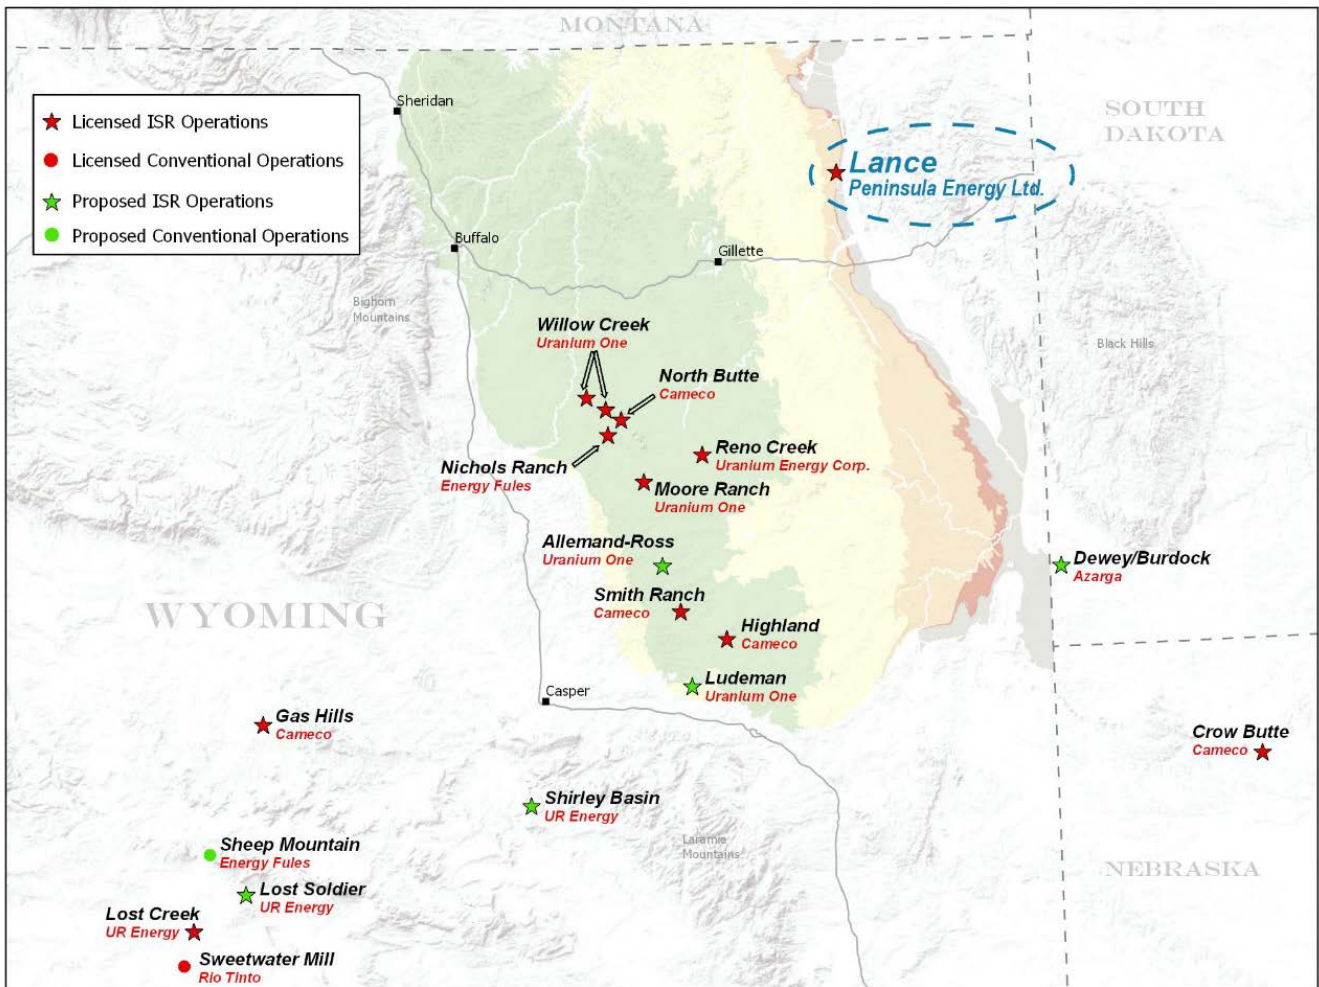 MONTANA
Sheridan
SOUTH
DAKOTA
Licensed ISR Operations
Licensed Conventional Operations
Proposed ISR Operations
Proposed Conventional Operations
Lance
Peninsula Energy Ltd.
Buffalo
Gillette
Bighorn
Mountains
Black Hills
Willow Creek
Uranium One
North Butte
Cameco
Reno Creek
Uranium Energy Corp.
Nichols Ranch
Energy Fules
Moore Ranch
Uranium One
Allemand-Ross
Uranium One
Dewey/Burdock
Azarga
Smith Ranch
Cameco
WYOMING
Highland
Cameco
Ludeman
Uranium One
Casper
Gas Hills
Cameco
Crow Butte
Cameco
Shirley Basin
UR Energy
Laramie
Mountains
Sheep Mountain
Energy Fules
NEBRASKA
Lost Soldier
UR Energy
Lost Creek
UR Energy
Sweetwater Mill
Rio Tinto